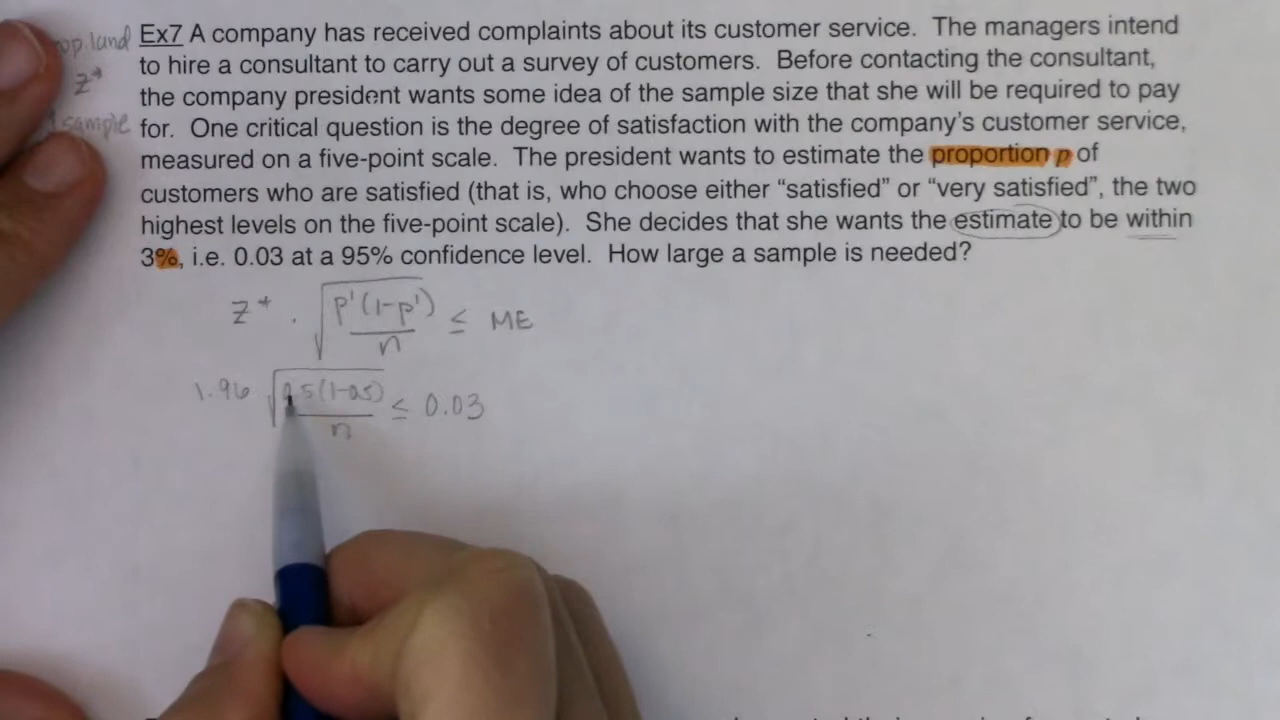 op. land Ex7 A company has received complaints about its customer service. The managers intend
z* to hire a consultant to carry out a survey of customers. Before contacting the consultant,
the company president wants some idea of the sample size that she will be required to pay
sample for. One critical question is the degree of satisfaction with the company's customer service,
measured on a five-point scale. The president wants to estimate the proportion p of
customers who are satisfied (that is, who choose either “satisfied” or “very satisfied”, the two
highest levels on the five-point scale). She decides that she wants the estimate to be within
3%, i.e. 0.03 at a 95% confidence level. How large a sample is needed?
z* · √(p'(1-p')/n) ≤ ME
1.96 √(0.5(1-0.5)/n) ≤ 0.03